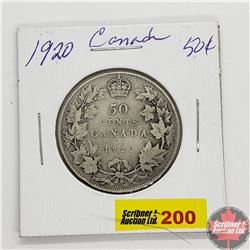 1920 Canada 50¢
50
CENTS
CANADA
1920
Scribner
Auction Ltd.
200